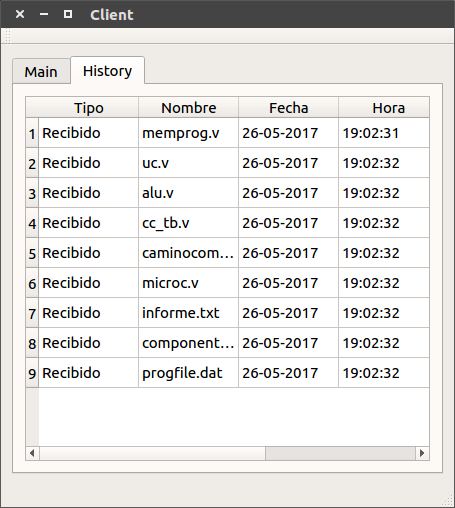 Client
Main History
Tipo Nombre Fecha Hora
1 Recibido memprog.v 26-05-2017 19:02:31
2 Recibido uc.v 26-05-2017 19:02:32
3 Recibido alu.v 26-05-2017 19:02:32
4 Recibido cc_tb.v 26-05-2017 19:02:32
5 Recibido caminocom... 26-05-2017 19:02:32
6 Recibido microc.v 26-05-2017 19:02:32
7 Recibido informe.txt 26-05-2017 19:02:32
8 Recibido component... 26-05-2017 19:02:32
9 Recibido progfile.dat 26-05-2017 19:02:32